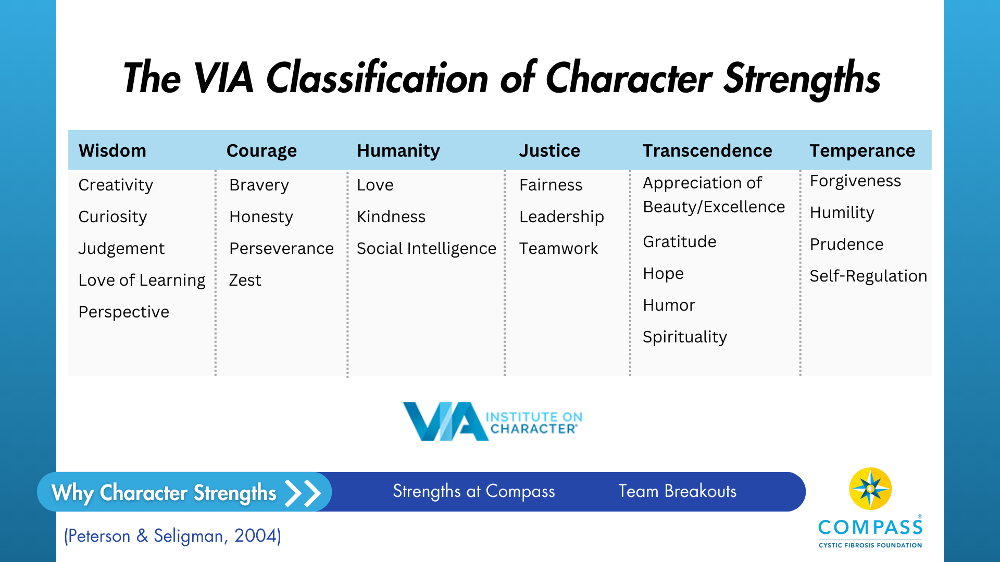 The VIA Classification of Character Strengths
Wisdom
Creativity
Curiosity
Judgement
Love of Learning
Perspective
Courage
Bravery
Honesty
Perseverance
Zest
Humanity
Love
Kindness
Social Intelligence
Justice
Fairness
Leadership
Teamwork
Transcendence
Appreciation of
Beauty/Excellence
Gratitude
Hope
Humor
Spirituality
Temperance
Forgiveness
Humility
Prudence
Self-Regulation
VIA
INSTITUTE ON
CHARACTER®
Why Character Strengths
Strengths at Compass
Team Breakouts
(Peterson & Seligman, 2004)
COMPASS®
CYSTIC FIBROSIS FOUNDATION